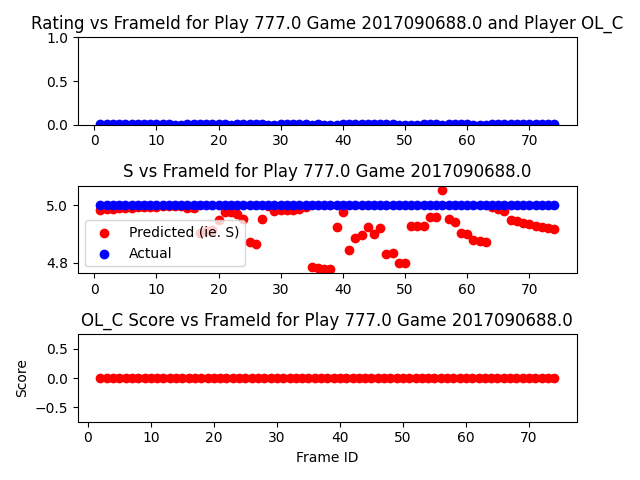 Rating vs FrameId for Play 777.0 Game 2017090688.0 and Player OL_C
1.0
0.5
0.0
0 10 20 30 40 50 60 70
S vs FrameId for Play 777.0 Game 2017090688.0
5.0
4.8
Predicted (ie. S)
Actual
0 10 20 30 40 50 60 70
OL_C Score vs FrameId for Play 777.0 Game 2017090688.0
Score
0.5
0.0
−0.5
0 10 20 30 40 50 60 70
Frame ID